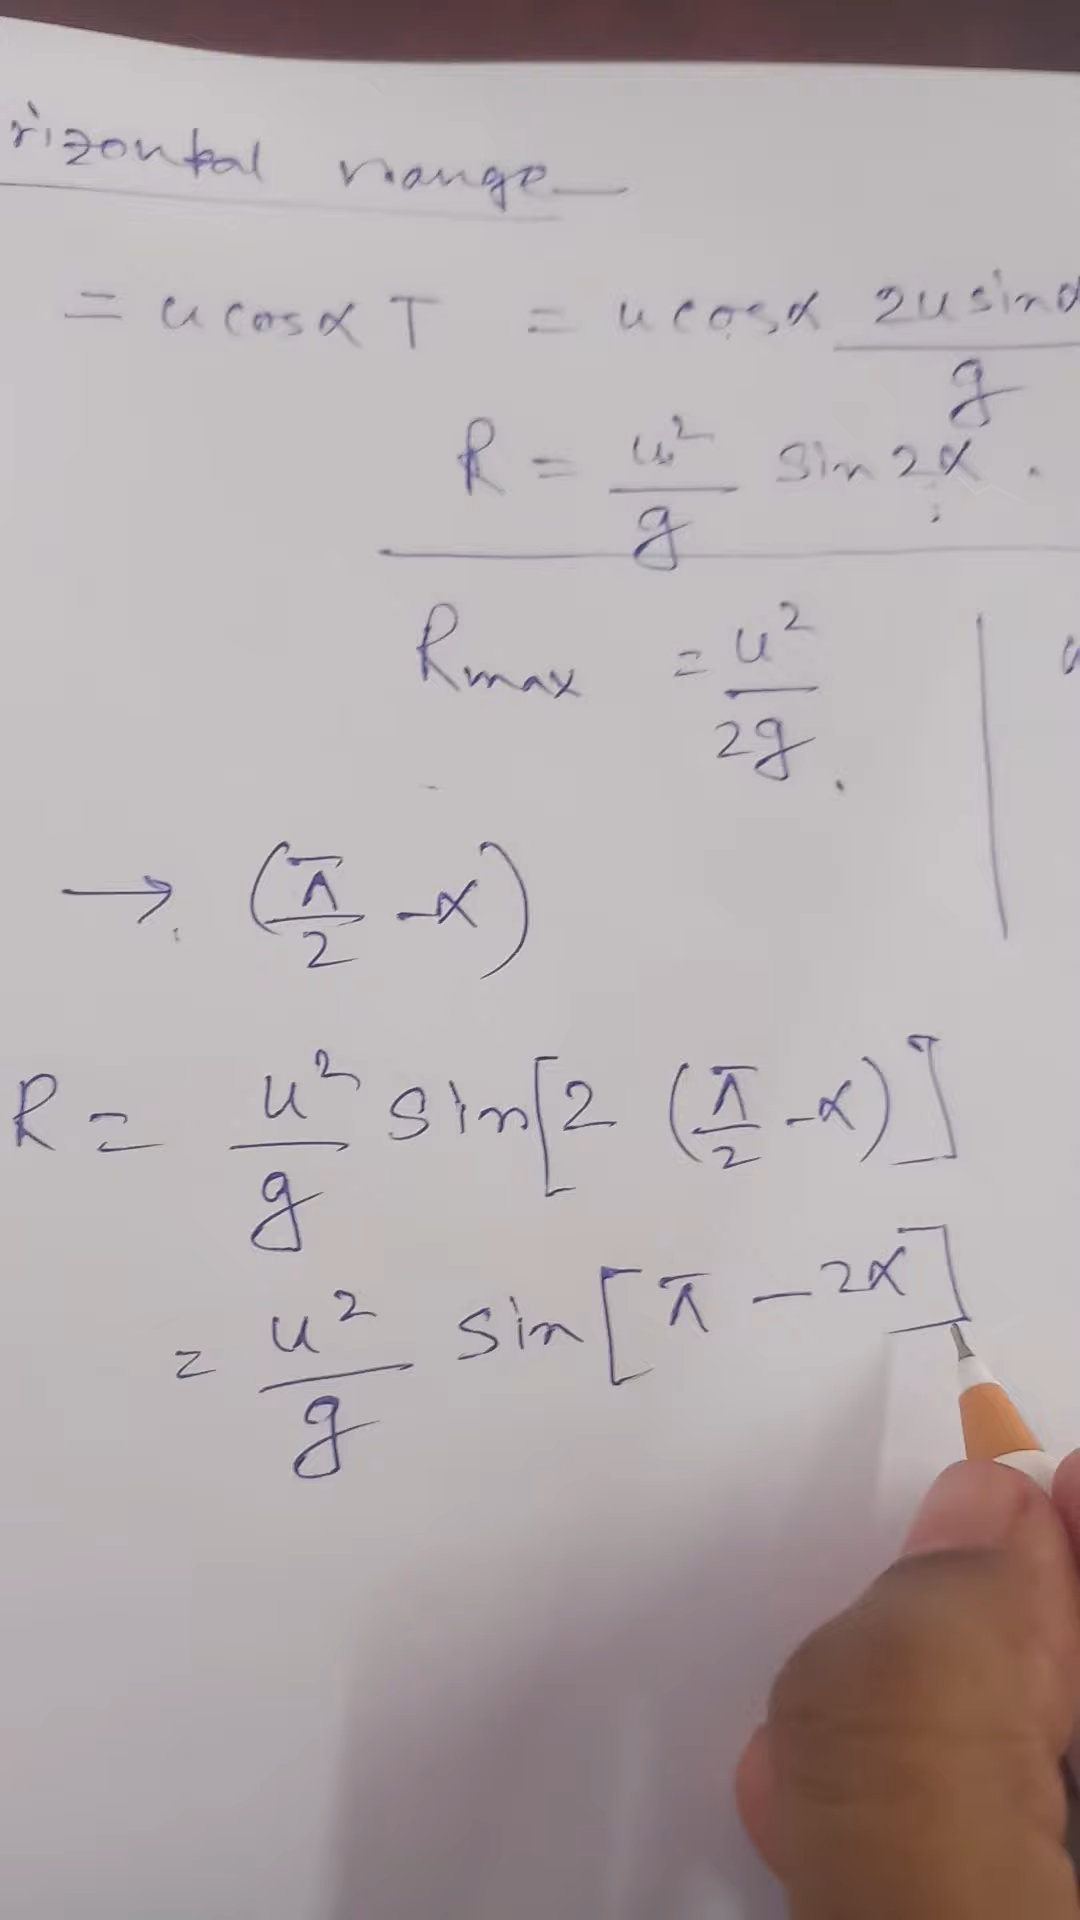 rizontal range
= u cos α T = u cos α 2u sin α / g
R = u² / g sin 2α .
Rmax = u² / 2g .
→ (π/2 - α)
R = u² / g sin [2 (π/2 - α)]
= u² / g sin [π - 2α]